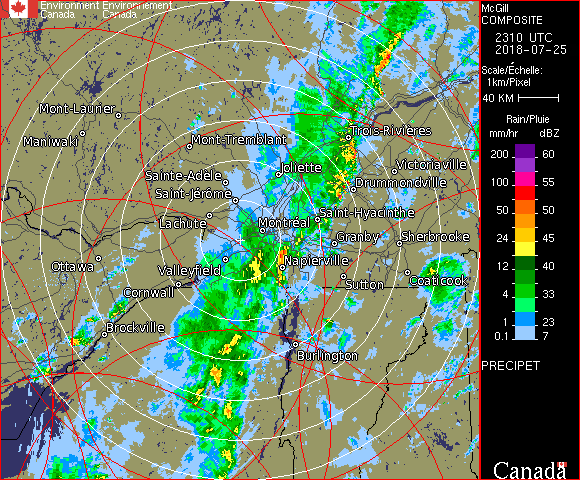 Environment Environnement
Canada Canada
McGill
COMPOSITE
2310 UTC
2018-07-25
Scale/Échelle:
1km/Pixel
40 KM
Rain/Pluie
mm/hr dBZ
200 60
100 55
50 50
24 45
12 40
4 33
1 23
0.1 7
PRECIPET
Canada
Mont-Laurier
Maniwaki
Mont-Tremblant
Trois-Rivières
Joliette
Victoriaville
Sainte-Adèle
Drummondville
Saint-Jérôme
Saint-Hyacinthe
Lachute
Montréal
Granby
Sherbrooke
Ottawa
Valleyfield
Napierville
Cornwall
Sutton
Coaticook
Brockville
Burlington